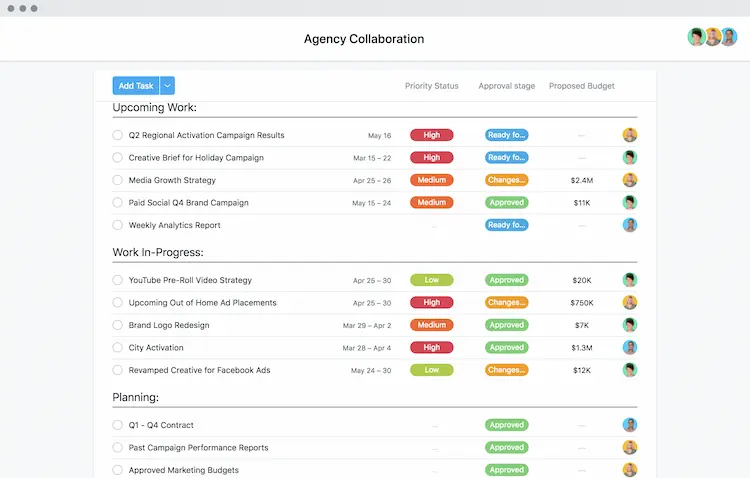 Agency Collaboration
Add Task Priority Status Approval stage Proposed Budget
Upcoming Work:
Q2 Regional Activation Campaign Results May 16 High Ready fo... —
Creative Brief for Holiday Campaign Mar 15 – 22 High Ready fo... —
Media Growth Strategy Apr 25 – 26 Medium Changes... $2.4M
Paid Social Q4 Brand Campaign May 15 – 24 Medium Approved $11K
Weekly Analytics Report — Ready fo... —
Work In-Progress:
YouTube Pre-Roll Video Strategy Apr 25 – 30 Low Approved $20K
Upcoming Out of Home Ad Placements Apr 25 – 30 High Changes... $750K
Brand Logo Redesign Mar 29 – Apr 2 Medium Approved $7K
City Activation Mar 28 – Apr 4 High Approved $1.3M
Revamped Creative for Facebook Ads May 24 – 30 Low Changes... $12K
Planning:
Q1 - Q4 Contract — Approved —
Past Campaign Performance Reports — Approved —
Approved Marketing Budgets — Approved —